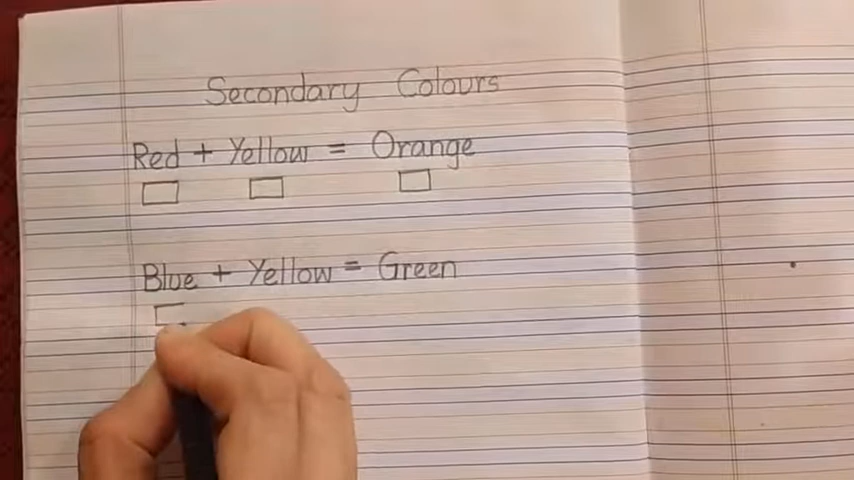 Secondary Colours
Red + Yellow = Orange
Blue + Yellow = Green